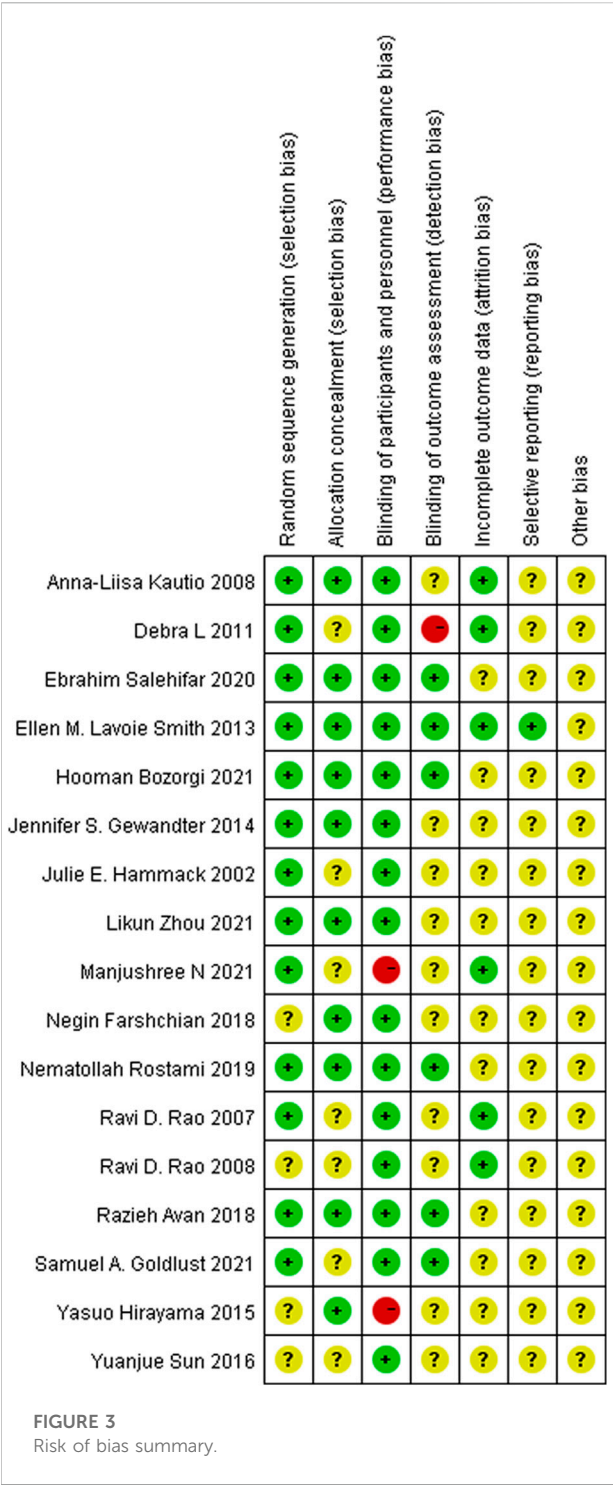 Random sequence generation (selection bias)
Allocation concealment (selection bias)
Blinding of participants and personnel (performance bias)
Blinding of outcome assessment (detection bias)
Incomplete outcome data (attrition bias)
Selective reporting (reporting bias)
Other bias
Anna-Liisa Kautio 2008 + + + ? + ? ?
Debra L 2011 + ? + - + ? ?
Ebrahim Salehifar 2020 + + + + ? ? ?
Ellen M. Lavoie Smith 2013 + + + + + + ?
Hooman Bozorgi 2021 + + + + ? ? ?
Jennifer S. Gewandter 2014 + + + ? ? ? ?
Julie E. Hammack 2002 + ? + ? ? ? ?
Likun Zhou 2021 + + + ? ? ? ?
Manjushree N 2021 + ? - ? + ? ?
Negin Farshchian 2018 ? + + ? ? ? ?
Nematollah Rostami 2019 + + + + ? ? ?
Ravi D. Rao 2007 + ? + ? + ? ?
Ravi D. Rao 2008 ? ? + ? + ? ?
Razieh Avan 2018 + + + + ? ? ?
Samuel A. Goldlust 2021 + ? + + ? ? ?
Yasuo Hirayama 2015 ? + - ? ? ? ?
Yuanjue Sun 2016 ? ? + ? ? ? ?
FIGURE 3
Risk of bias summary.